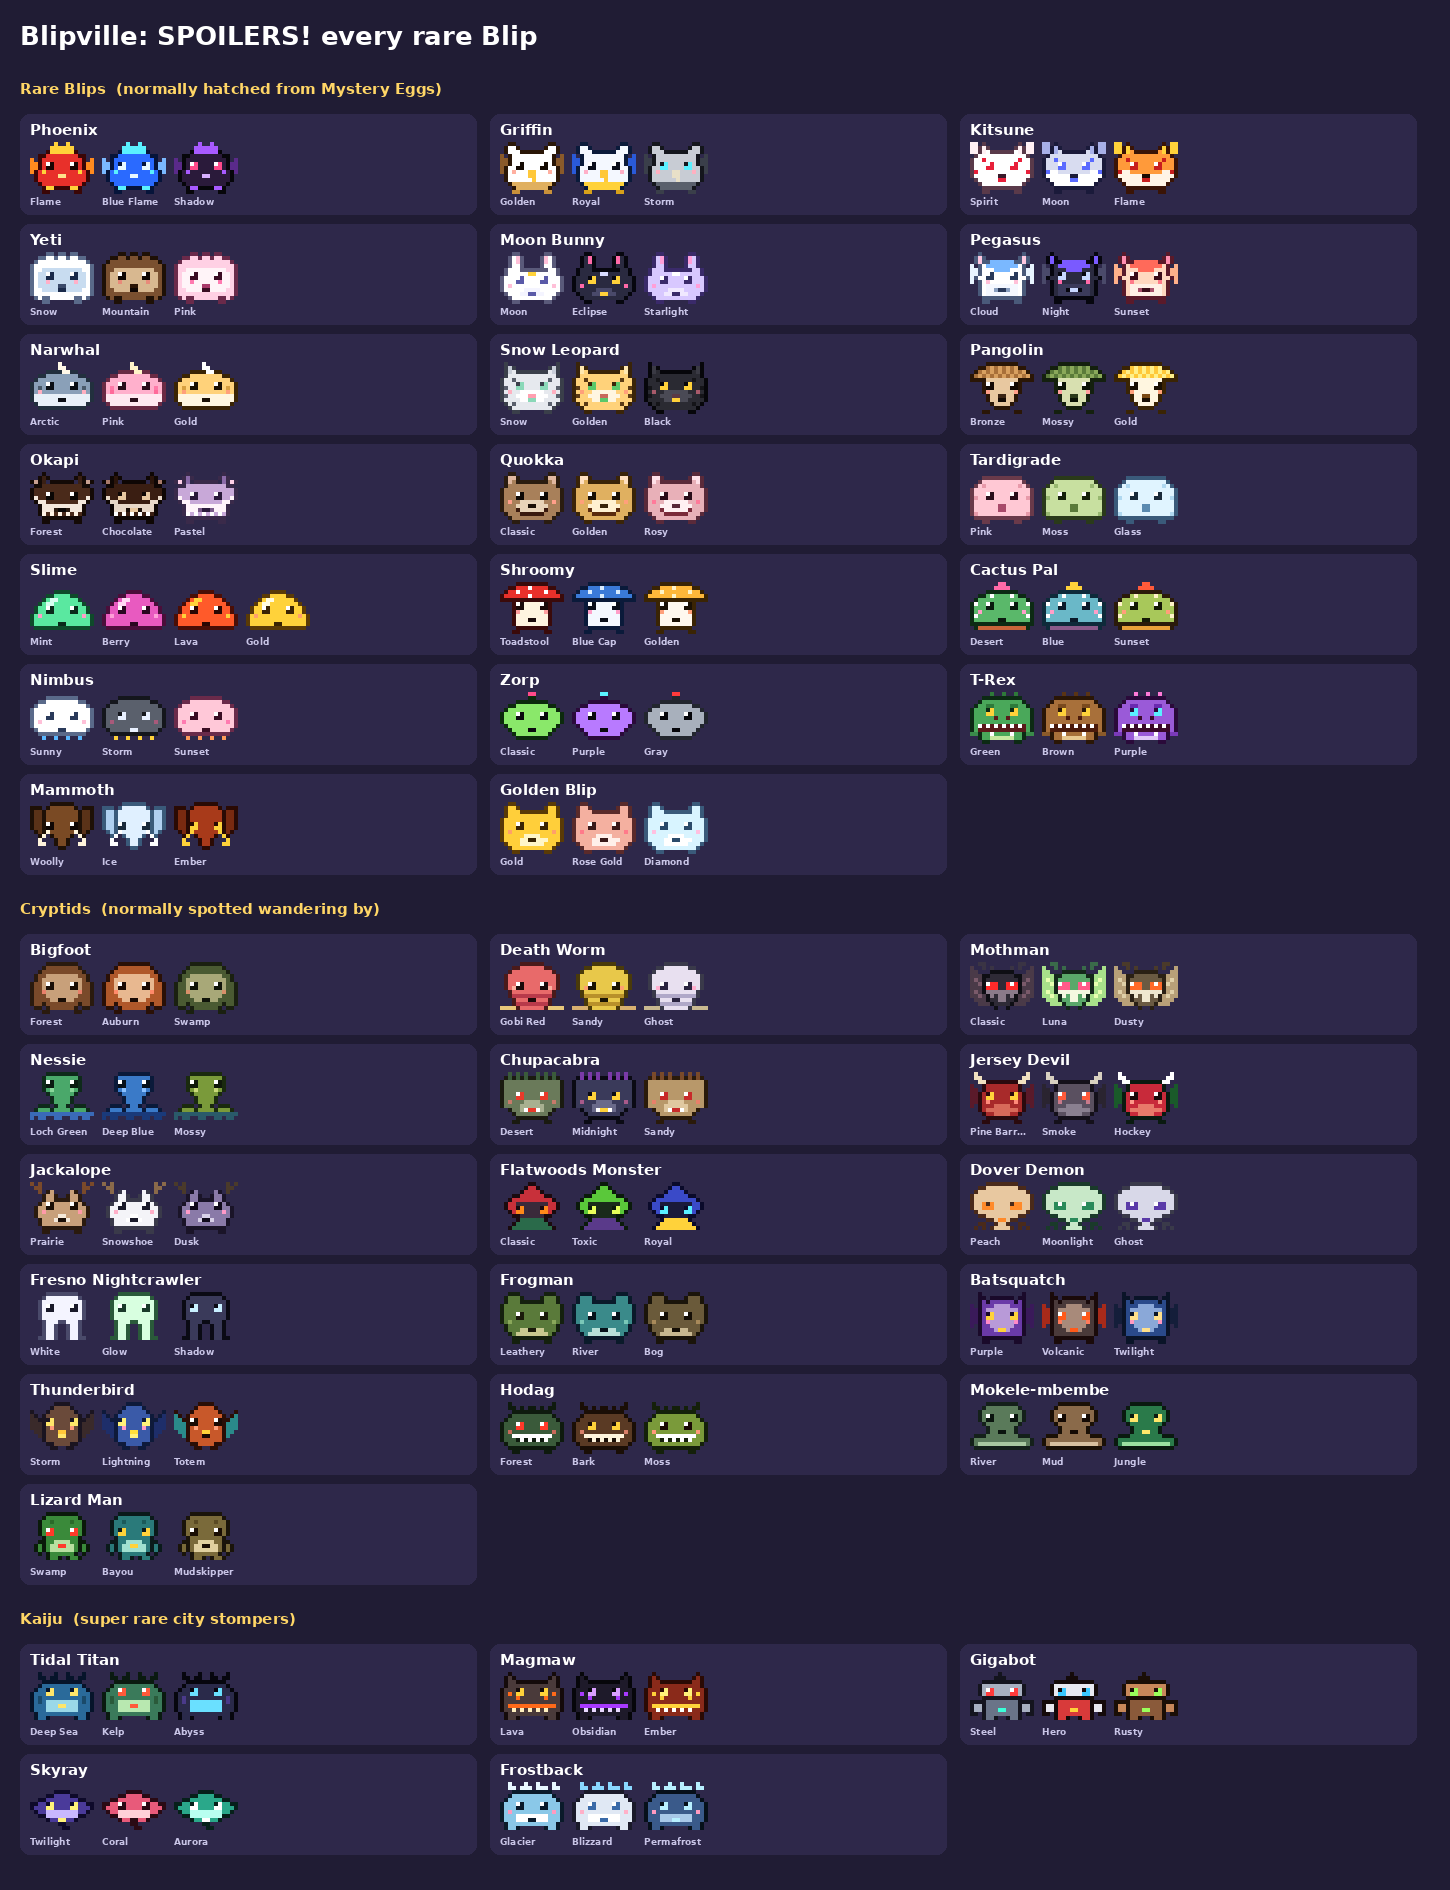 Blipville: SPOILERS! every rare Blip
Rare Blips (normally hatched from Mystery Eggs)
Phoenix
Flame Blue Flame Shadow
Griffin
Golden Royal Storm
Kitsune
Spirit Moon Flame
Yeti
Snow Mountain Pink
Moon Bunny
Moon Eclipse Starlight
Pegasus
Cloud Night Sunset
Narwhal
Arctic Pink Gold
Snow Leopard
Snow Golden Black
Pangolin
Bronze Mossy Gold
Okapi
Forest Chocolate Pastel
Quokka
Classic Golden Rosy
Tardigrade
Pink Moss Glass
Slime
Mint Berry Lava Gold
Shroomy
Toadstool Blue Cap Golden
Cactus Pal
Desert Blue Sunset
Nimbus
Sunny Storm Sunset
Zorp
Classic Purple Gray
T-Rex
Green Brown Purple
Mammoth
Woolly Ice Ember
Golden Blip
Gold Rose Gold Diamond
Cryptids (normally spotted wandering by)
Bigfoot
Forest Auburn Swamp
Death Worm
Gobi Red Sandy Ghost
Mothman
Classic Luna Dusty
Nessie
Loch Green Deep Blue Mossy
Chupacabra
Desert Midnight Sandy
Jersey Devil
Pine Barr... Smoke Hockey
Jackalope
Prairie Snowshoe Dusk
Flatwoods Monster
Classic Toxic Royal
Dover Demon
Peach Moonlight Ghost
Fresno Nightcrawler
White Glow Shadow
Frogman
Leathery River Bog
Batsquatch
Purple Volcanic Twilight
Thunderbird
Storm Lightning Totem
Hodag
Forest Bark Moss
Mokele-mbembe
River Mud Jungle
Lizard Man
Swamp Bayou Mudskipper
Kaiju (super rare city stompers)
Tidal Titan
Deep Sea Kelp Abyss
Magmaw
Lava Obsidian Ember
Gigabot
Steel Hero Rusty
Skyray
Twilight Coral Aurora
Frostback
Glacier Blizzard Permafrost